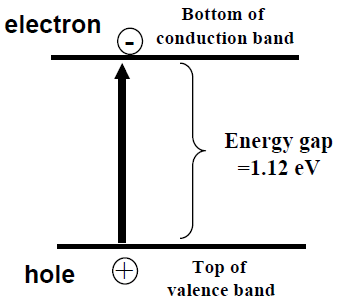 electron
Bottom of
conduction band
-
Energy gap
=1.12 eV
hole
+
Top of
valence band